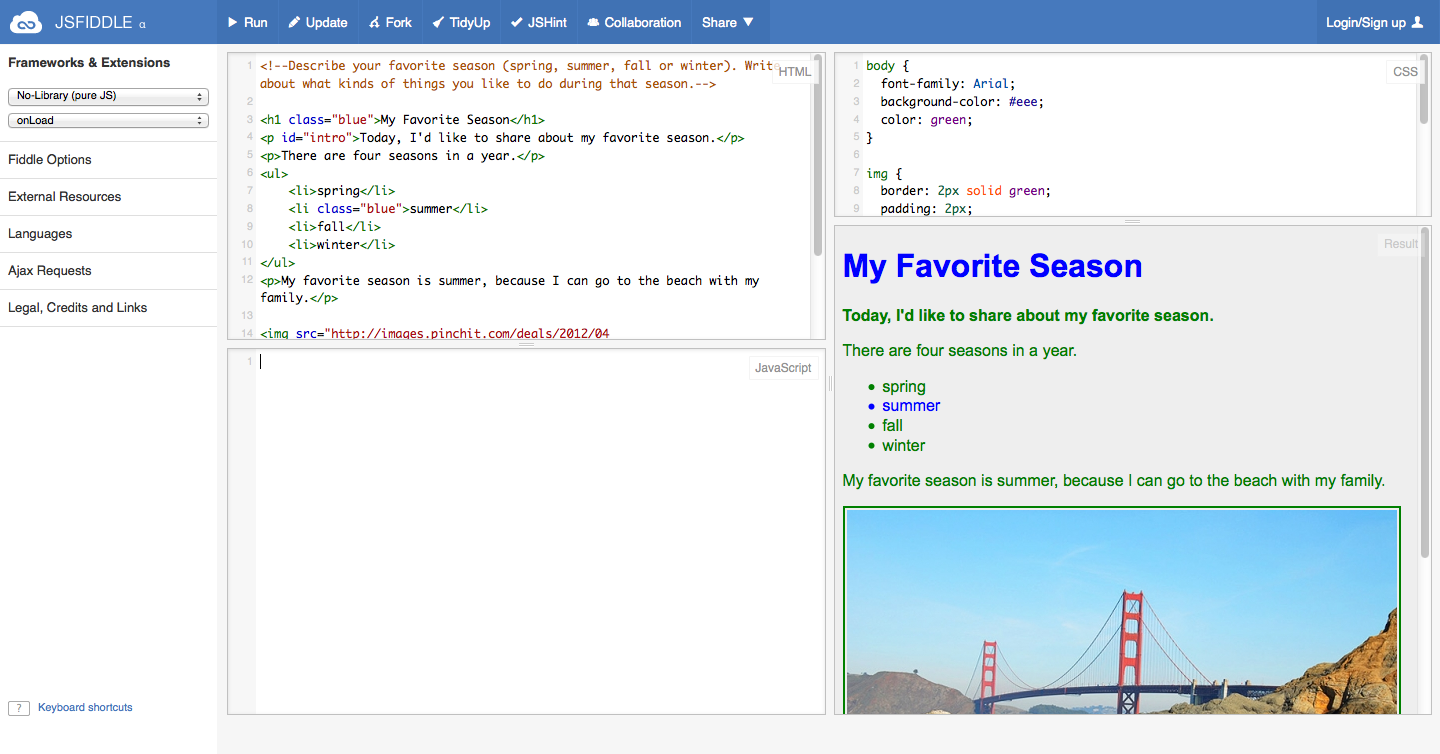 JSFIDDLE α
Run
Update
Fork
TidyUp
JSHint
Collaboration
Share
Login/Sign up
Frameworks & Extensions
No-Library (pure JS)
onLoad
Fiddle Options
External Resources
Languages
Ajax Requests
Legal, Credits and Links
? Keyboard shortcuts
HTML
1 <!--Describe your favorite season (spring, summer, fall or winter). Write
about what kinds of things you like to do during that season.-->
2
3 <h1 class="blue">My Favorite Season</h1>
4 <p id="intro">Today, I'd like to share about my favorite season.</p>
5 <p>There are four seasons in a year.</p>
6 <ul>
7 <li>spring</li>
8 <li class="blue">summer</li>
9 <li>fall</li>
10 <li>winter</li>
11 </ul>
12 <p>My favorite season is summer, because I can go to the beach with my
family.</p>
13
14 <img src="http://images.pinchit.com/deals/2012/04
JavaScript
1
CSS
1 body {
2 font-family: Arial;
3 background-color: #eee;
4 color: green;
5 }
6
7 img {
8 border: 2px solid green;
9 padding: 2px;
Result
My Favorite Season
Today, I'd like to share about my favorite season.
There are four seasons in a year.
• spring
• summer
• fall
• winter
My favorite season is summer, because I can go to the beach with my family.